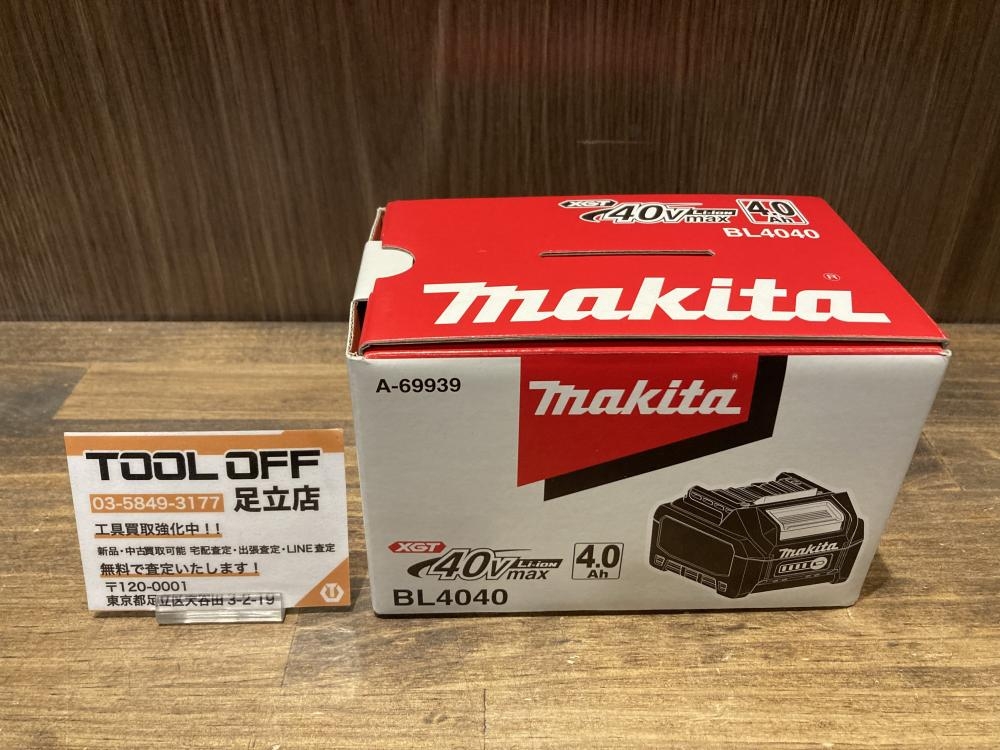 XGT
40Vmax Li-ion
4.0 Ah
BL4040
makita®
A-69939
makita®
XGT
40Vmax Li-ion
4.0 Ah
BL4040
makita
TOOL OFF
03-5849-3177 足立店
工具買取強化中!!
新品・中古買取可能 宅配査定・出張査定・LINE査定
無料で査定いたします!
〒120-0001
東京都足立区大谷田 3-2-19